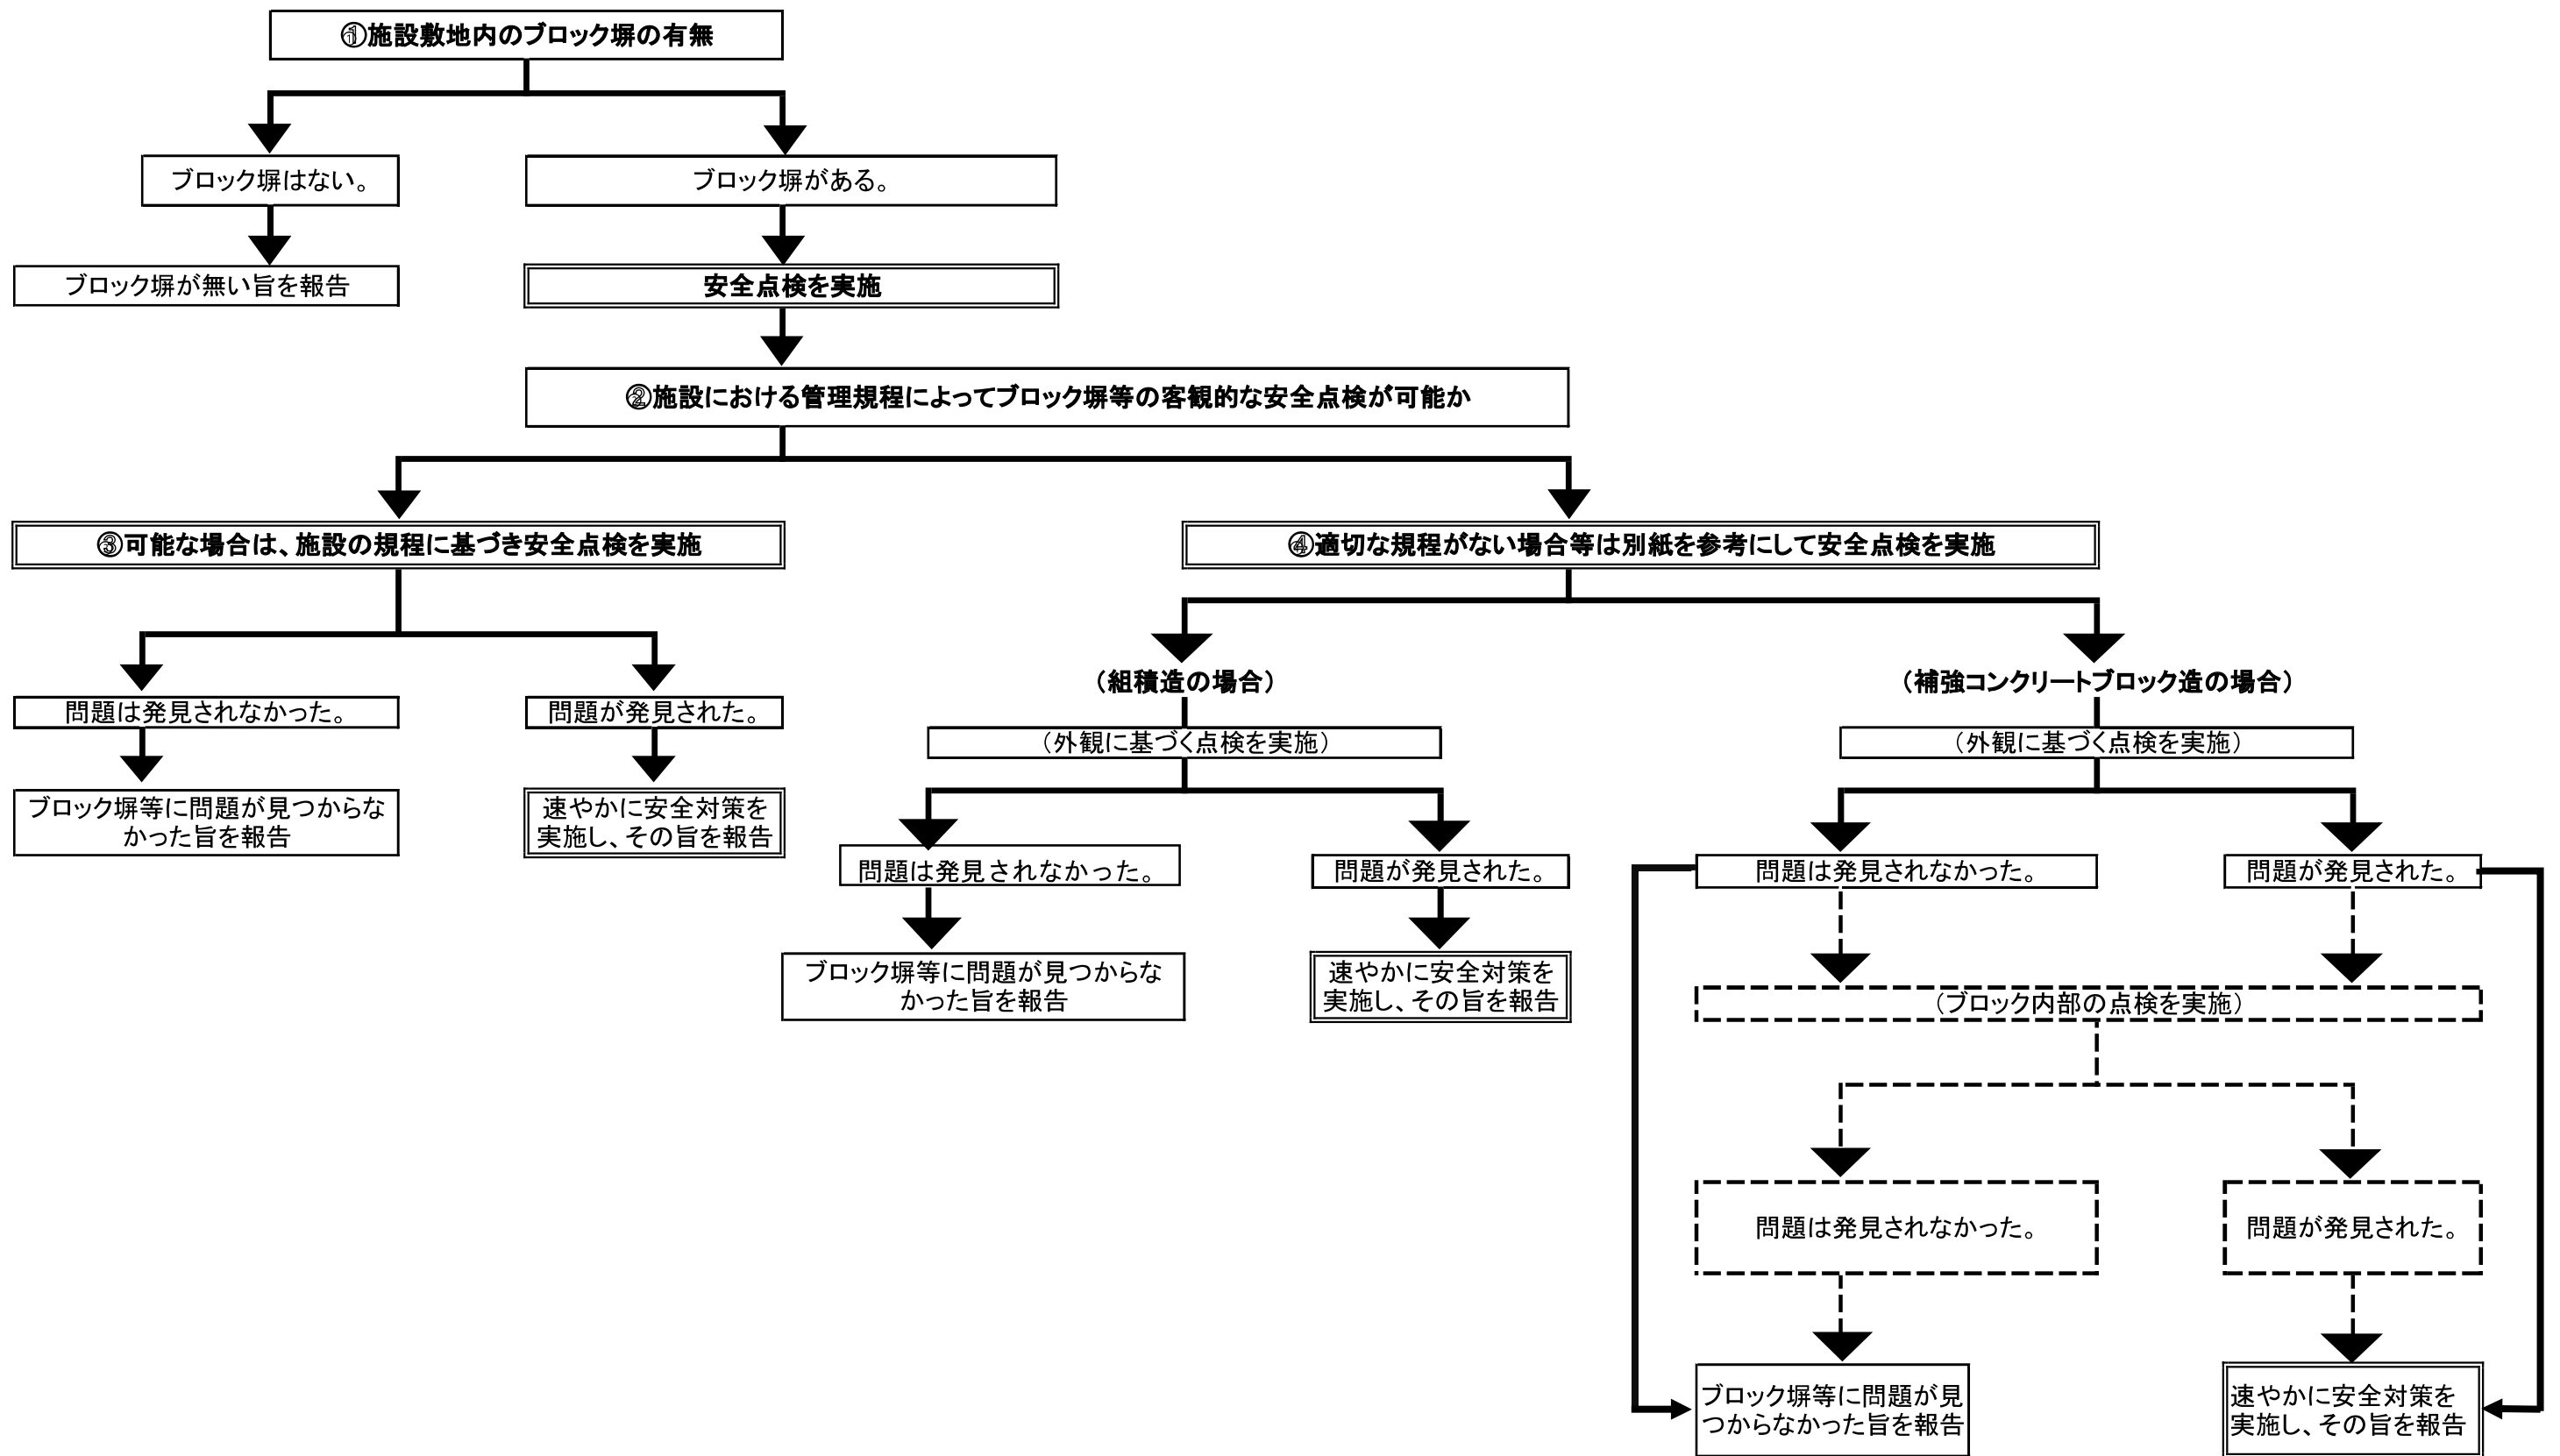 ①施設敷地内のブロック塀の有無
ブロック塀はない。
ブロック塀がある。
ブロック塀が無い旨を報告
安全点検を実施
②施設における管理規程によってブロック塀等の客観的な安全点検が可能か
③可能な場合は、施設の規程に基づき安全点検を実施
④適切な規程がない場合等は別紙を参考にして安全点検を実施
（組積造の場合）
（補強コンクリートブロック造の場合）
問題は発見されなかった。
問題が発見された。
（外観に基づく点検を実施）
（外観に基づく点検を実施）
ブロック塀等に問題が見つからな
かった旨を報告
速やかに安全対策を
実施し、その旨を報告
問題は発見されなかった。
問題が発見された。
問題は発見されなかった。
問題が発見された。
ブロック塀等に問題が見つからな
かった旨を報告
速やかに安全対策を
実施し、その旨を報告
（ブロック内部の点検を実施）
問題は発見されなかった。
問題が発見された。
ブロック塀等に問題が見
つからなかった旨を報告
速やかに安全対策を
実施し、その旨を報告